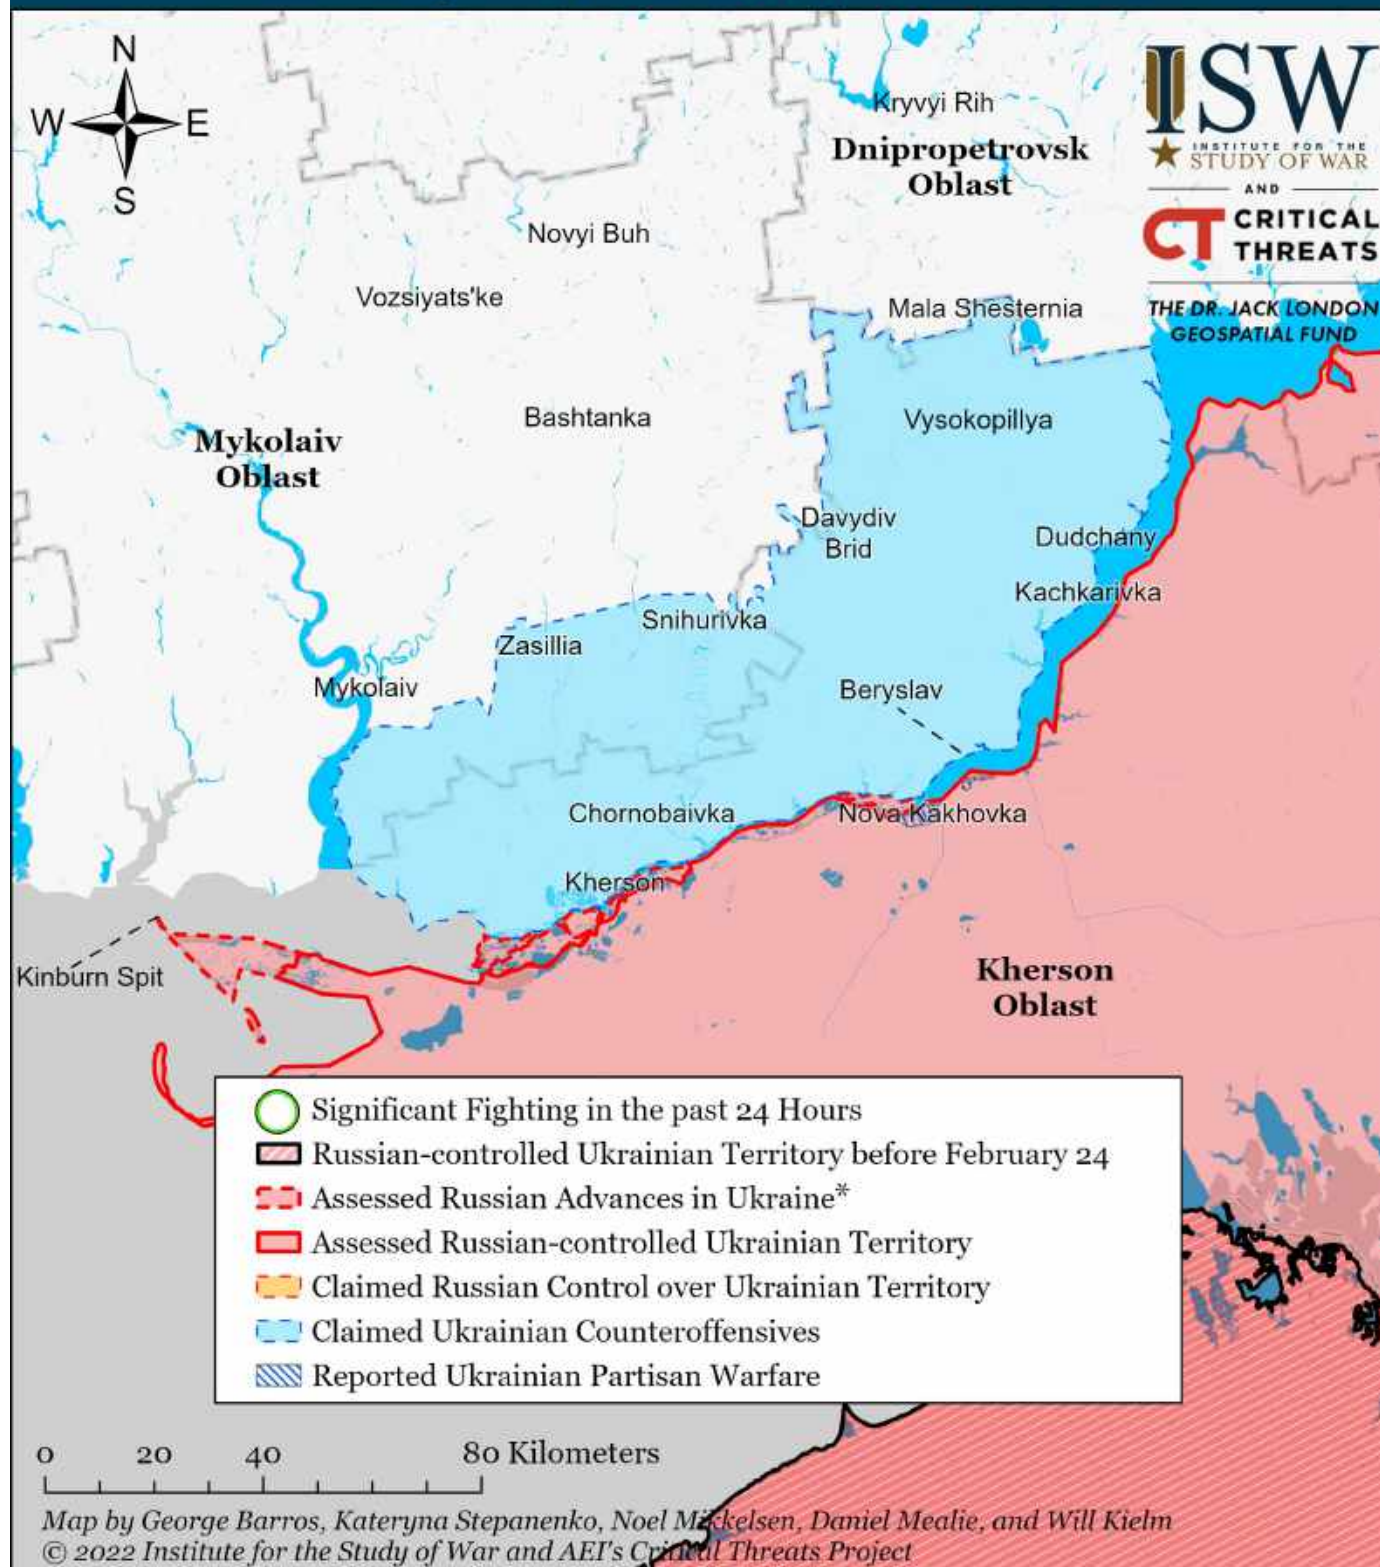 N
W
E
S
Kryvyi Rih
Dnipropetrovsk
Oblast
ISW
INSTITUTE FOR THE
STUDY OF WAR
AND
CT CRITICAL
THREATS
THE DR. JACK LONDON
GEOSPATIAL FUND
Novyi Buh
Vozsiyats'ke
Mala Shesternia
Bashtanka
Vysokopillya
Mykolaiv
Oblast
Davydiv
Brid
Dudchany
Kachkarivka
Snihurivka
Zasillia
Mykolaiv
Beryslav
Chornobaivka
Nova Kakhovka
Kherson
Kinburn Spit
Kherson
Oblast
Significant Fighting in the past 24 Hours
Russian-controlled Ukrainian Territory before February 24
Assessed Russian Advances in Ukraine*
Assessed Russian-controlled Ukrainian Territory
Claimed Russian Control over Ukrainian Territory
Claimed Ukrainian Counteroffensives
Reported Ukrainian Partisan Warfare
0 20 40 80 Kilometers
Map by George Barros, Kateryna Stepanenko, Noel Mikkelsen, Daniel Mealie, and Will Kielm
© 2022 Institute for the Study of War and AEI's Critical Threats Project